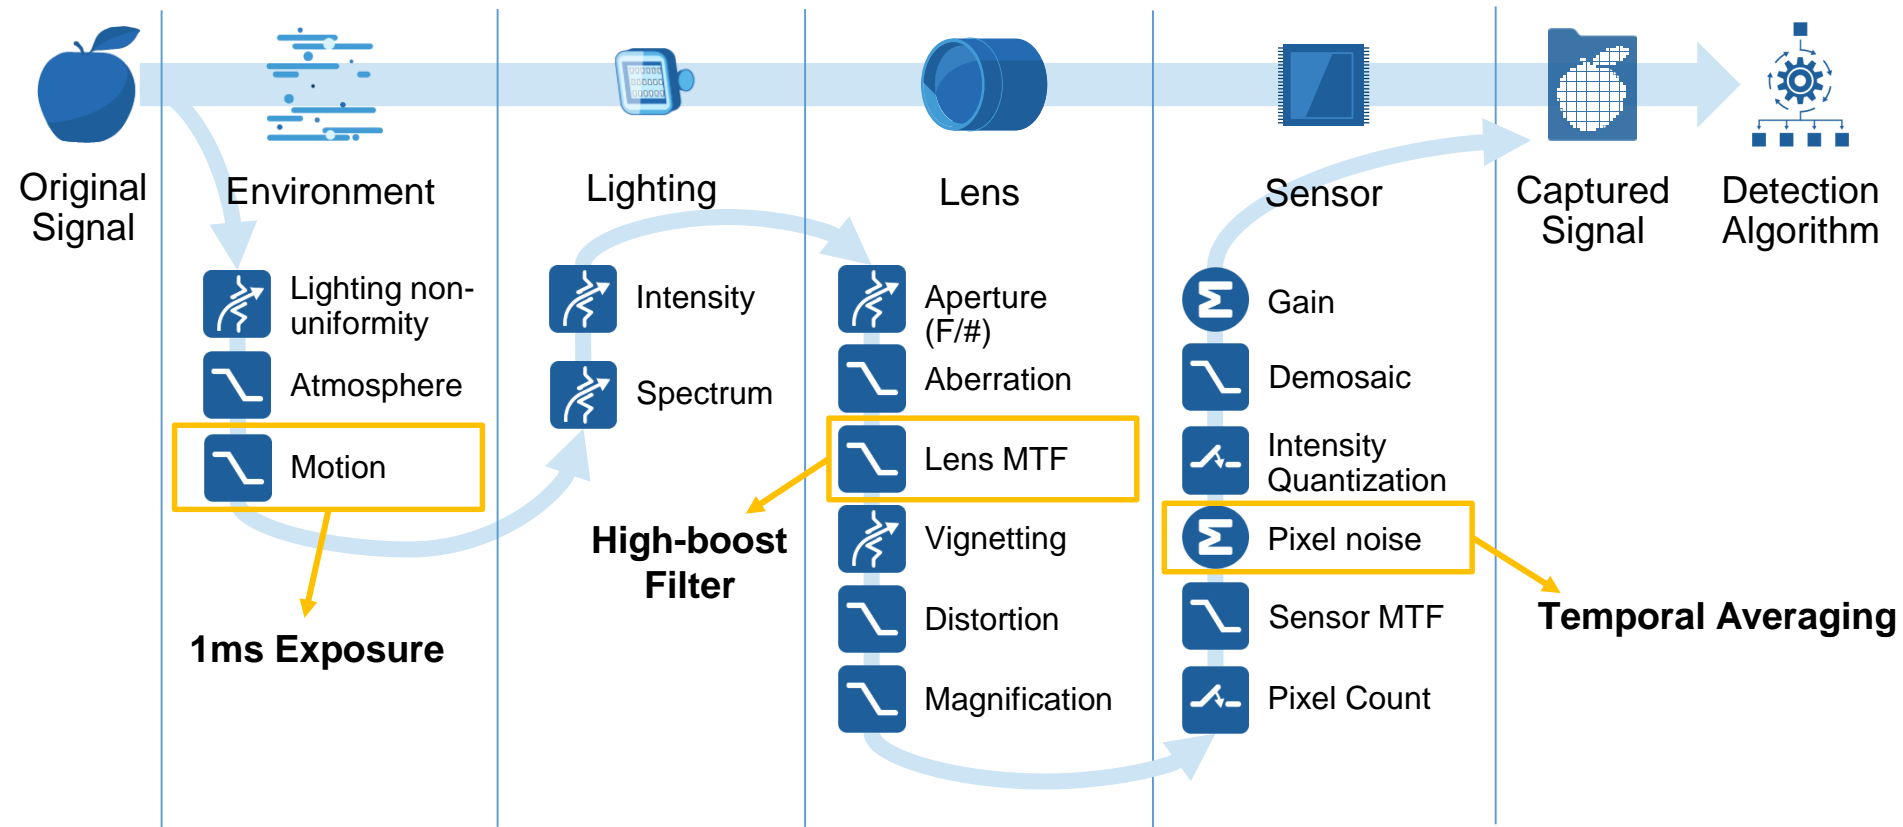 Original
Signal
Environment
Lighting
Lens
Sensor
Captured
Signal
Detection
Algorithm
Lighting non-
uniformity
Atmosphere
Motion
1ms Exposure
Intensity
Spectrum
High-boost
Filter
Aperture
(F/#)
Aberration
Lens MTF
Vignetting
Distortion
Magnification
Gain
Demosaic
Intensity
Quantization
Pixel noise
Sensor MTF
Pixel Count
Temporal Averaging